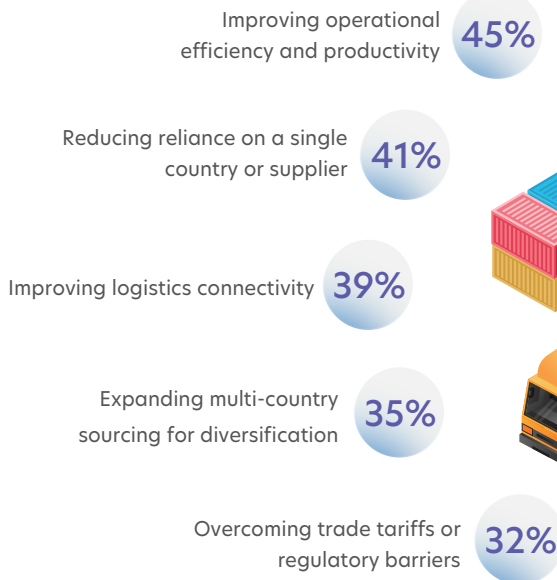 Improving operational
efficiency and productivity
45%
Reducing reliance on a single
country or supplier
41%
Improving logistics connectivity
39%
Expanding multi-country
sourcing for diversification
35%
Overcoming trade tariffs or
regulatory barriers
32%